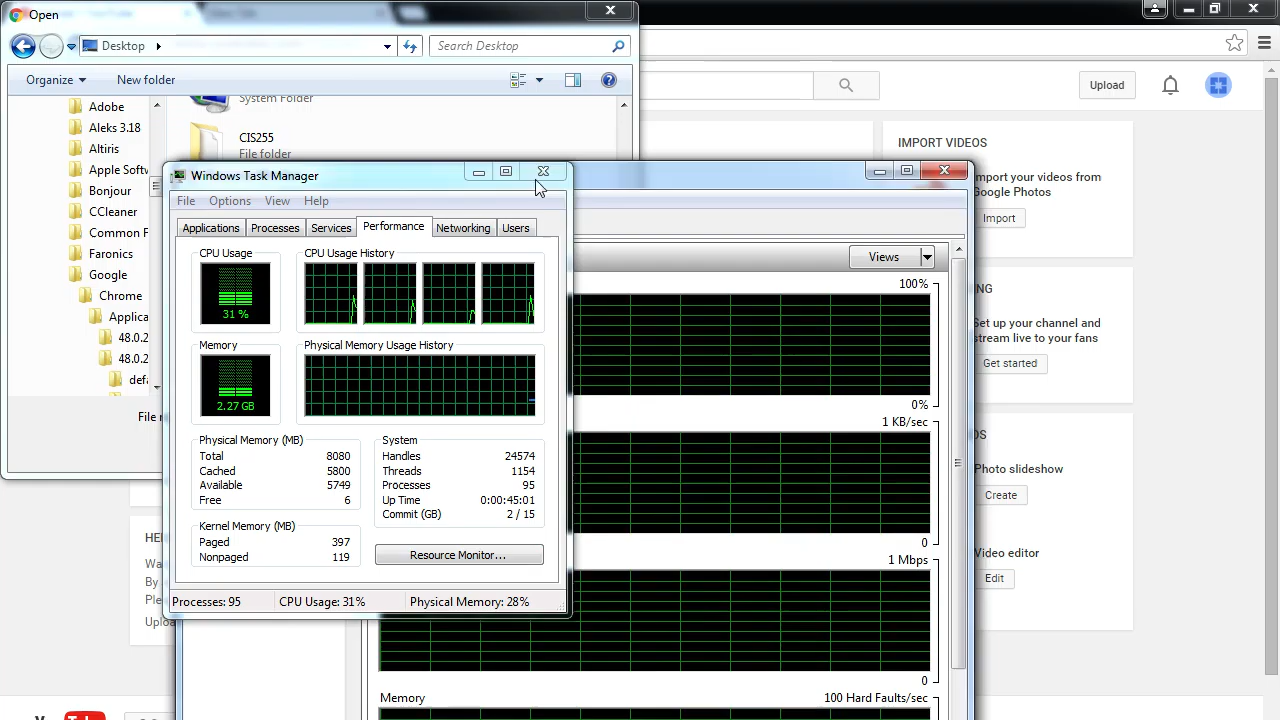 Open
Desktop
Search Desktop
Organize
New folder
Upload
System Folder
CIS255
File folder
Adobe
Aleks 3.18
Altiris
Apple Softv
Bonjour
CCleaner
Common F
Faronics
Google
Chrome
Applica
48.0.2
48.0.2
defa
File n
Windows Task Manager
File Options View Help
Applications Processes Services Performance Networking Users
CPU Usage
CPU Usage History
31 %
Memory
Physical Memory Usage History
2.27 GB
Physical Memory (MB)
Total 8080
Cached 5800
Available 5749
Free 6
System
Handles 24574
Threads 1154
Processes 95
Up Time 0:00:45:01
Commit (GB) 2 / 15
Kernel Memory (MB)
Paged 397
Nonpaged 119
Resource Monitor...
Processes: 95
CPU Usage: 31%
Physical Memory: 28%
Views
100%
0%
1 KB/sec
0
1 Mbps
0
Memory
100 Hard Faults/sec
IMPORT VIDEOS
mport your videos from
Google Photos
Import
NG
Set up your channel and
stream live to your fans
Get started
OS
Photo slideshow
Create
Video editor
Edit
HE
Wa
By
Ple
Uploa